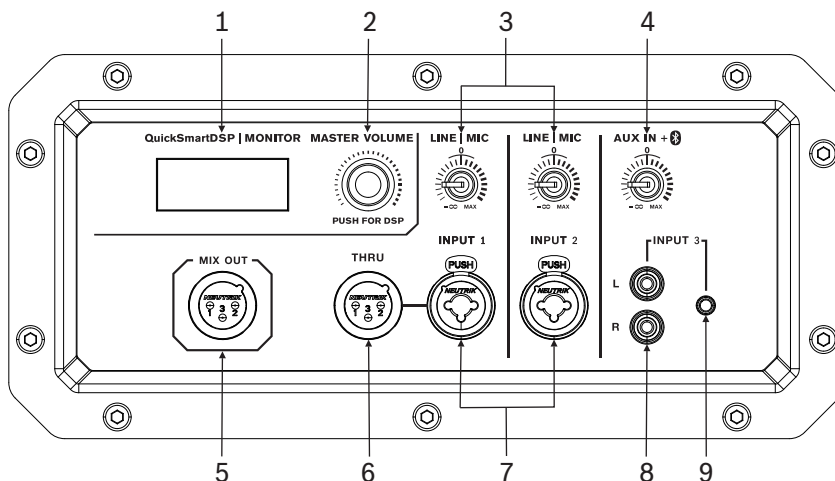 1 2 3 4
QuickSmartDSP | MONITOR MASTER VOLUME LINE | MIC LINE | MIC AUX IN +
0 0 0
-∞ MAX -∞ MAX -∞ MAX
PUSH FOR DSP
MIX OUT THRU INPUT 1 INPUT 2 INPUT 3
PUSH PUSH
NEUTRIK NEUTRIK NEUTRIK NEUTRIK
L
1 3 2 1 3 2
R
5 6 7 8 9